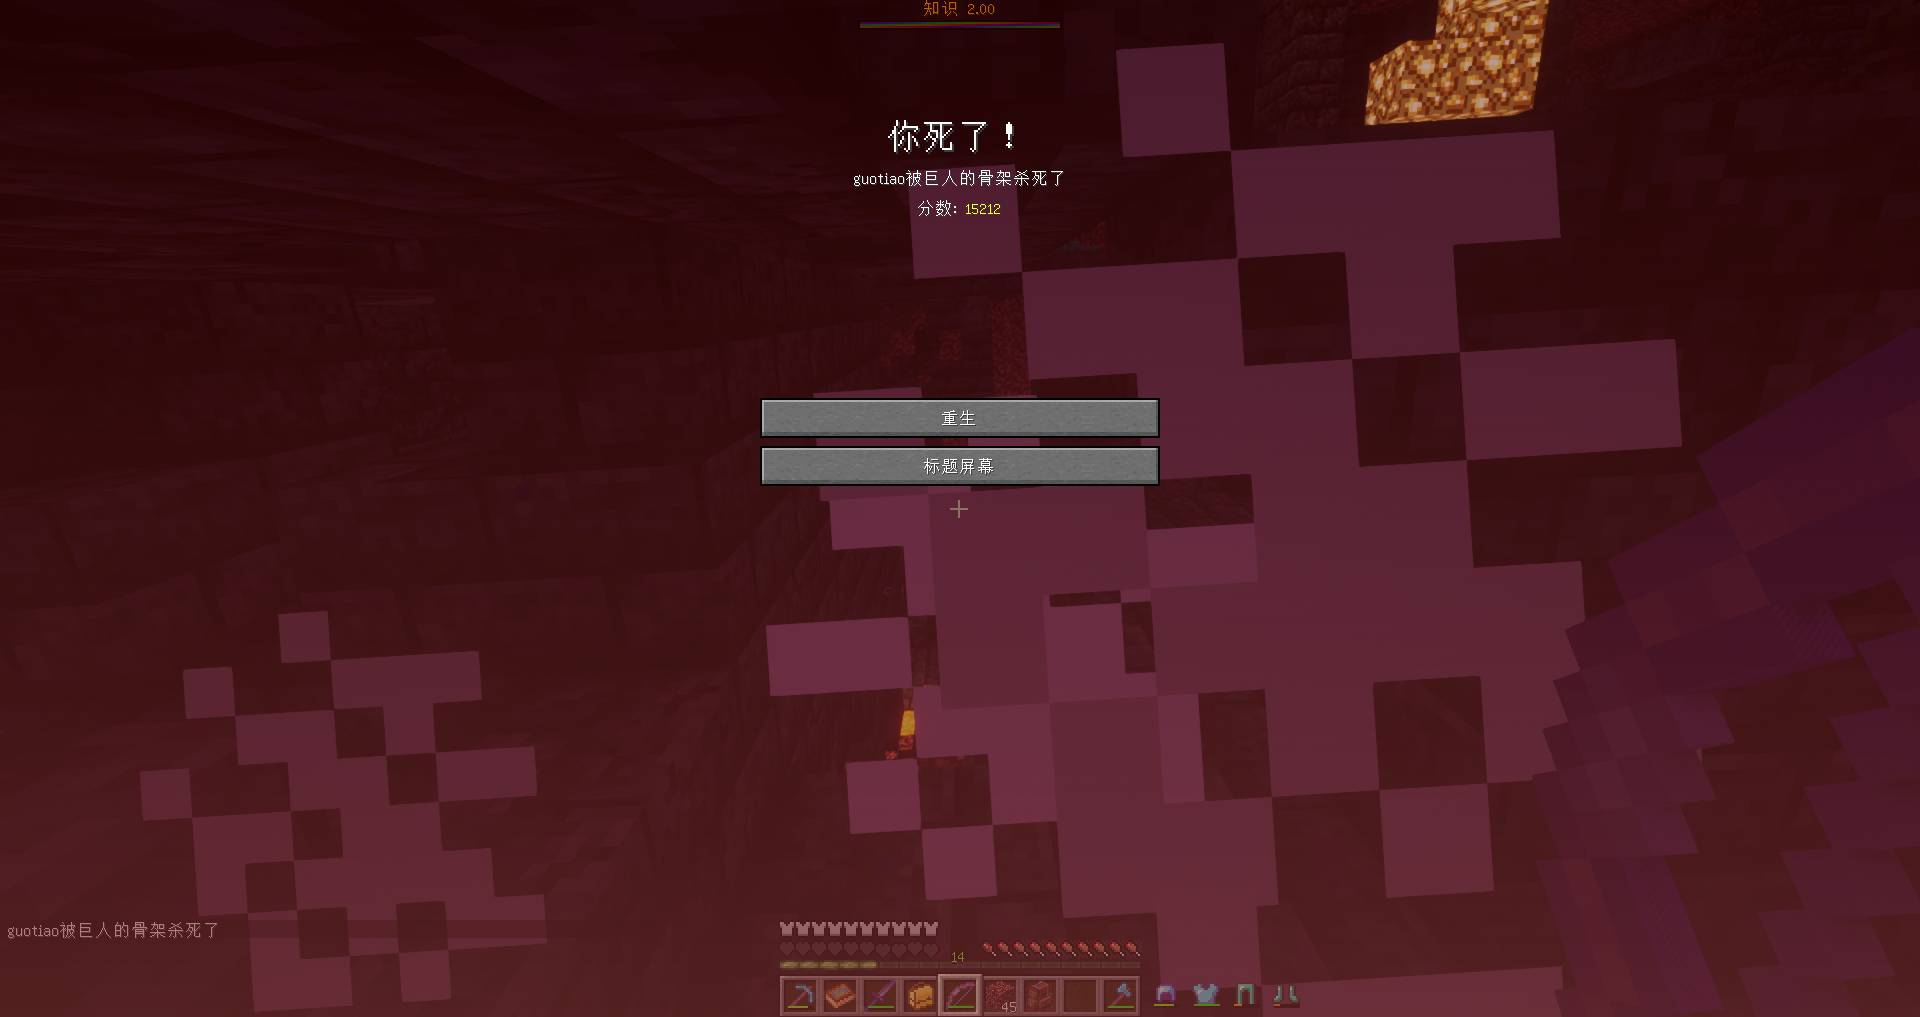 知识 2.00
你死了！
guotiao被巨人的骨架杀死了
分数: 15212
重生
标题屏幕
guotiao被巨人的骨架杀死了
14
45